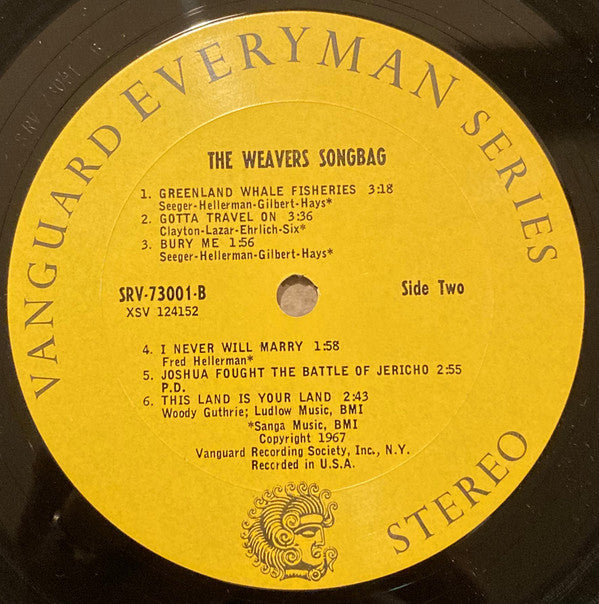 VANGUARD EVERYMAN SERIES
THE WEAVERS SONGBAG
1. GREENLAND WHALE FISHERIES 3:18
Seeger-Hellerman-Gilbert-Hays*
2. GOTTA TRAVEL ON 3:36
Clayton-Lazar-Ehrlich-Six*
3. BURY ME 1:56
Seeger-Hellerman-Gilbert-Hays*
SRV-73001-B
Side Two
XSV 124152
4. I NEVER WILL MARRY 1:58
Fred Hellerman*
5. JOSHUA FOUGHT THE BATTLE OF JERICHO 2:55
P.D.
6. THIS LAND IS YOUR LAND 2:43
Woody Guthrie; Ludlow Music, BMI
*Sanga Music, BMI
Copyright 1967
Vanguard Recording Society, Inc., N.Y.
Recorded in U.S.A.
STEREO